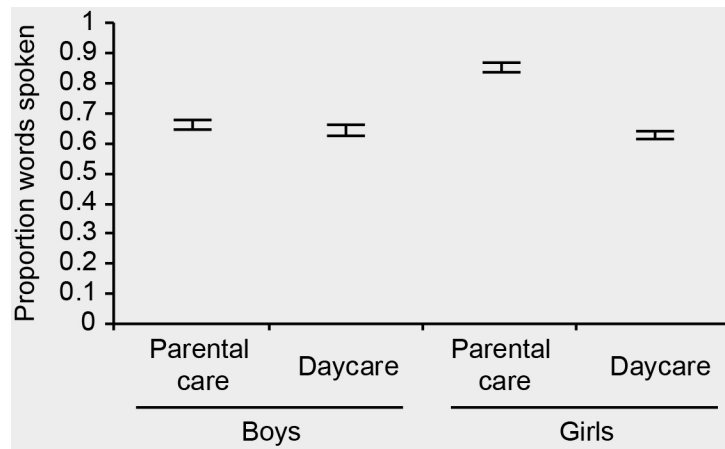 Proportion words spoken
1
0.9
0.8
0.7
0.6
0.5
0.4
0.3
0.2
0.1
0
Parental
care
Daycare
Parental
care
Daycare
Boys
Girls